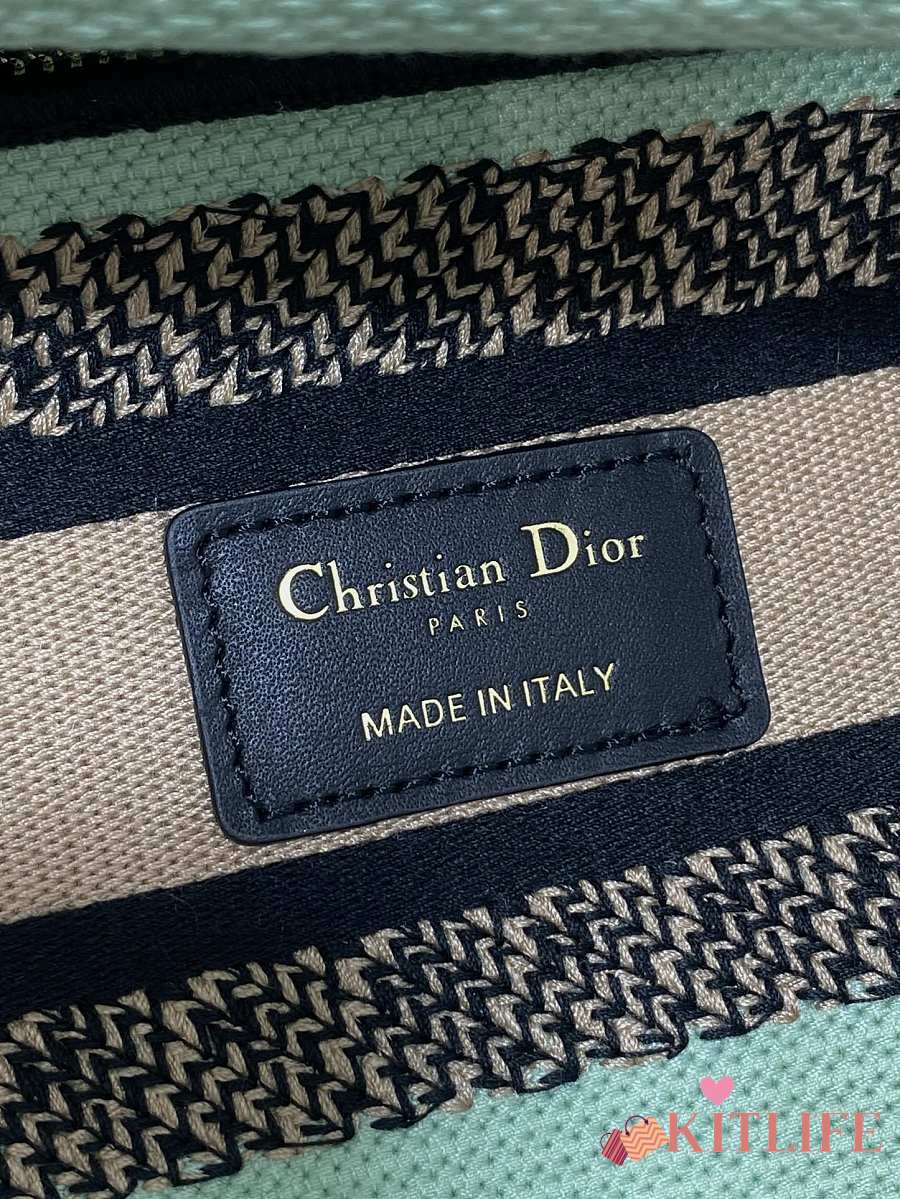 Christian Dior
PARIS
MADE IN ITALY
KITLIFE